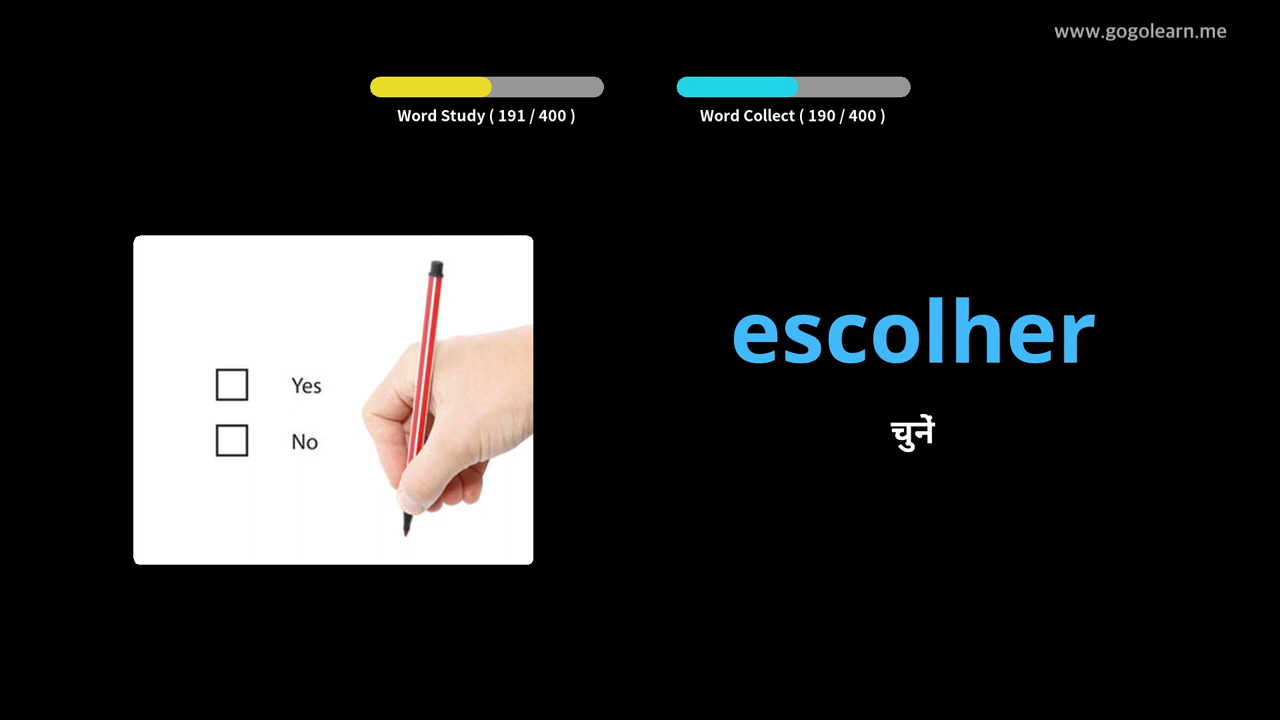 www.gogolearn.me
Word Study ( 191 / 400 )
Word Collect ( 190 / 400 )
Yes
No
escolher
चुनें